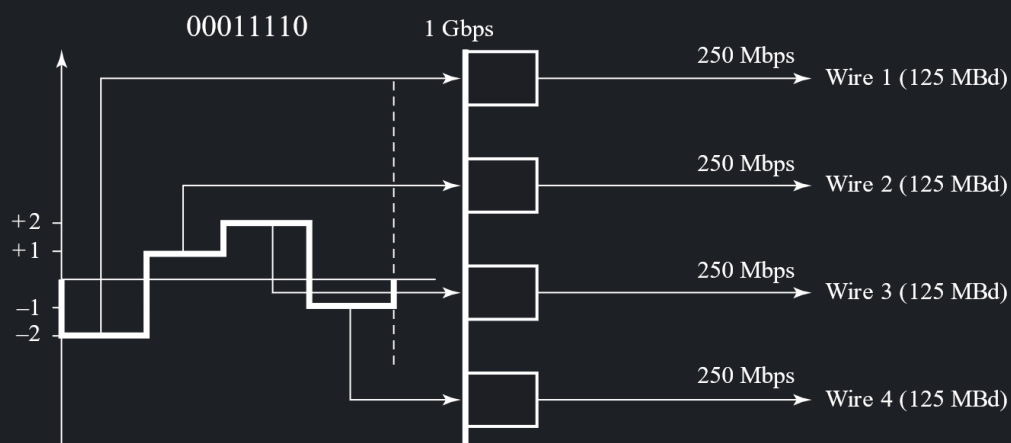 00011110
1 Gbps
250 Mbps
Wire 1 (125 MBd)
250 Mbps
Wire 2 (125 MBd)
+2
+1
250 Mbps
Wire 3 (125 MBd)
–1
–2
250 Mbps
Wire 4 (125 MBd)